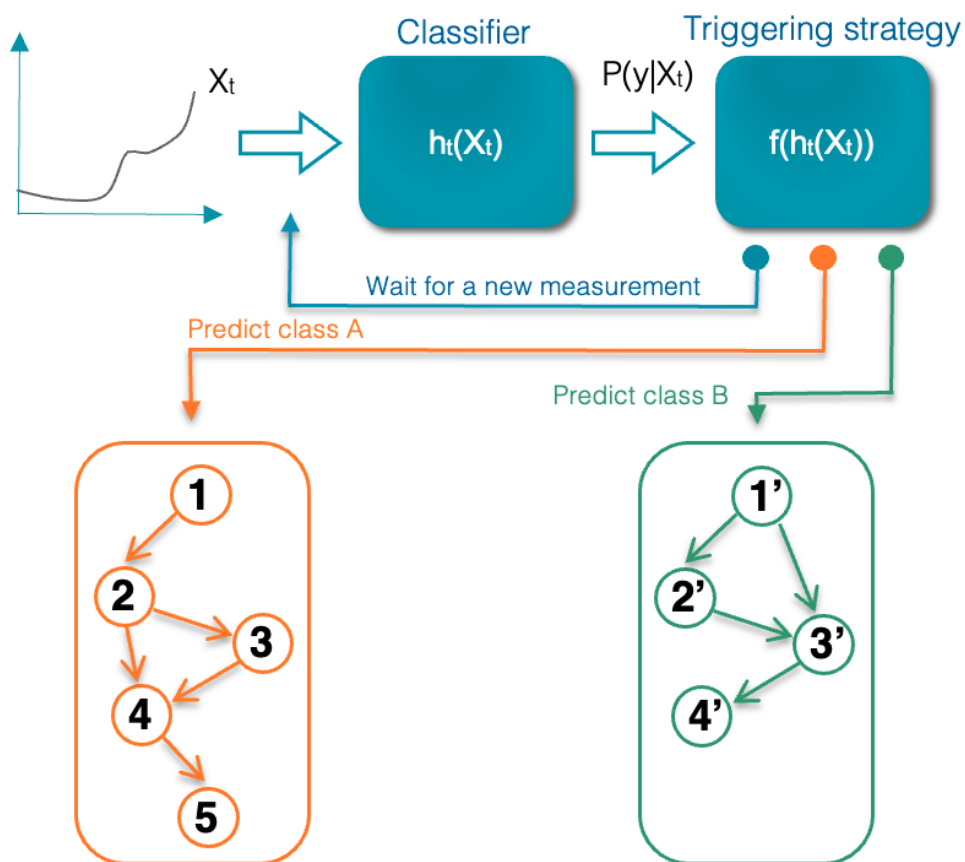 Classifier
Triggering strategy
Xₜ
P(y|Xₜ)
hₜ(Xₜ)
f(hₜ(Xₜ))
Wait for a new measurement
Predict class A
Predict class B
1
2
3
4
5
1’
2’
3’
4’